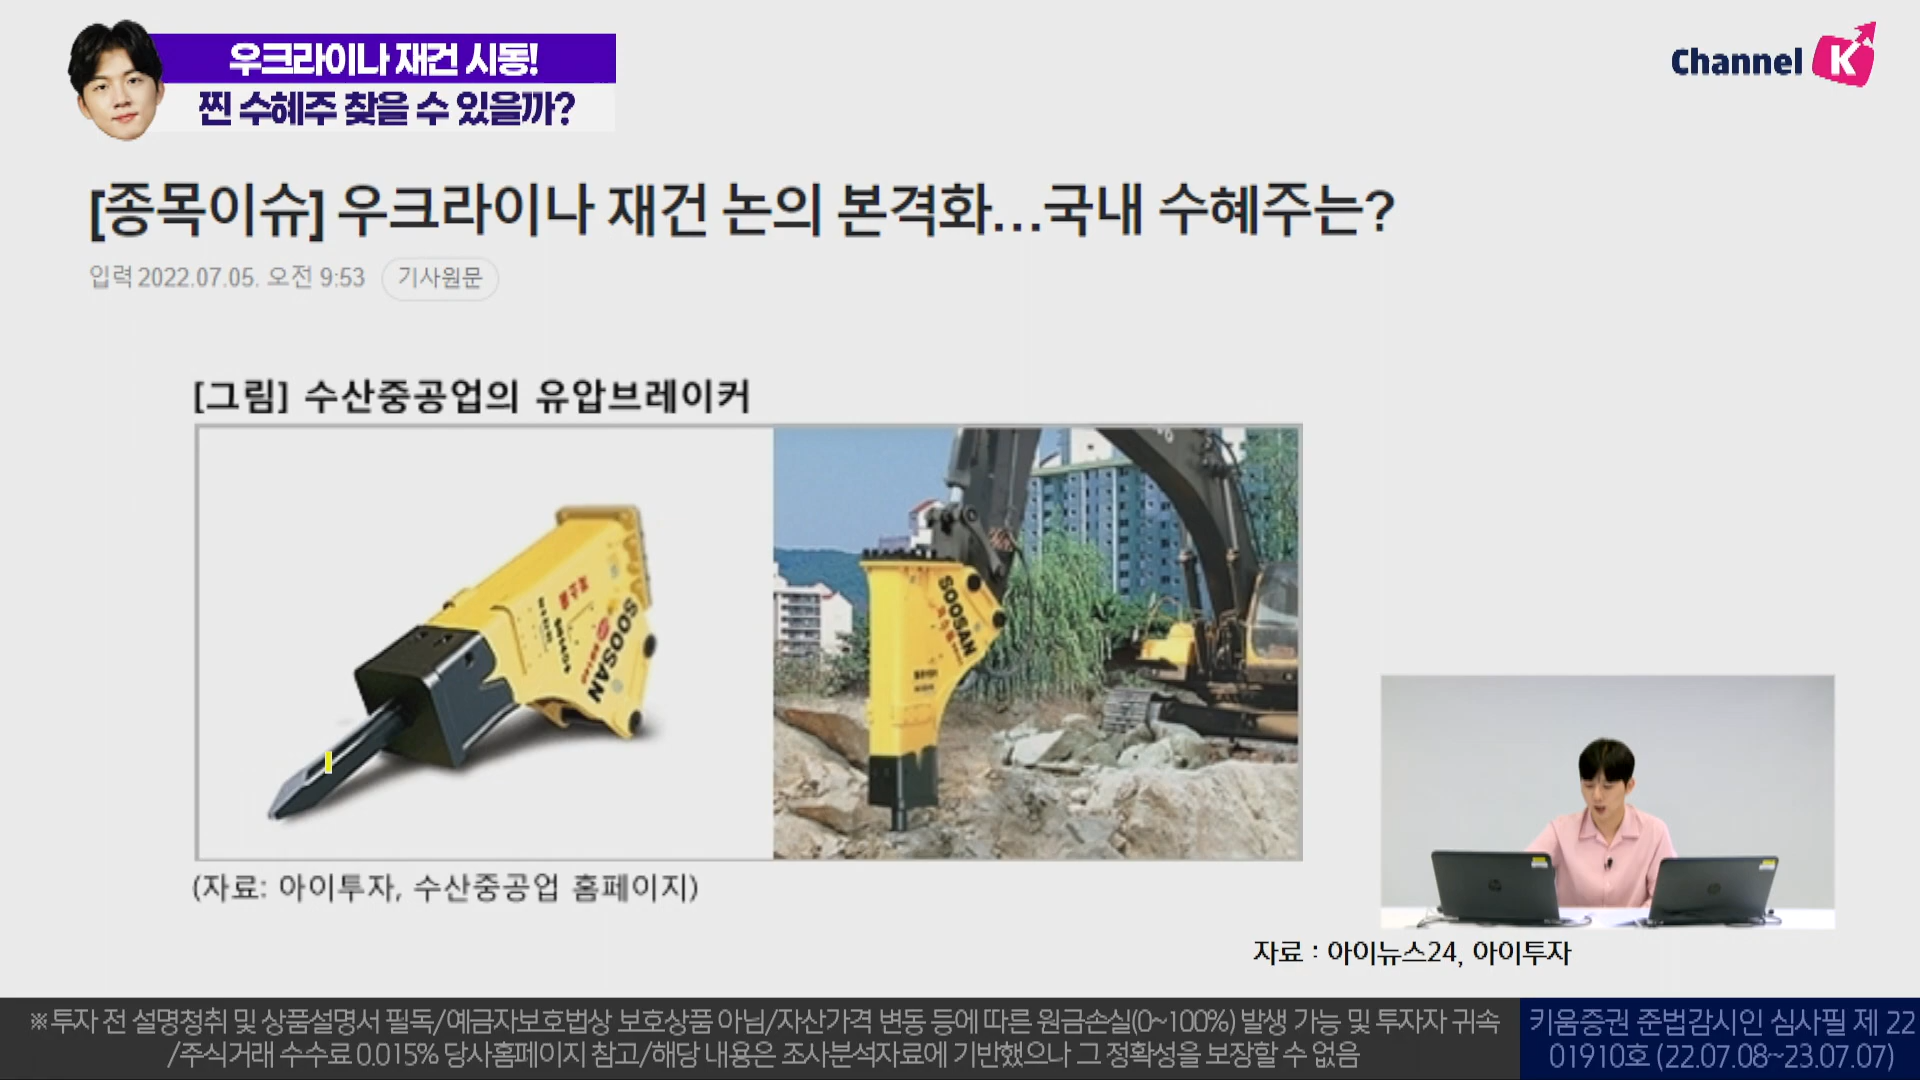 우크라이나 재건 시동!
찐 수혜주 찾을 수 있을까?
Channel K
[종목이슈] 우크라이나 재건 논의 본격화...국내 수혜주는?
입력 2022.07.05. 오전 9:53 기사원문
[그림] 수산중공업의 유압브레이커
SOOSAN
SOOSAN
(자료: 아이투자, 수산중공업 홈페이지)
자료 : 아이뉴스24, 아이투자
※투자 전 설명청취 및 상품설명서 필독/예금자보호법상 보호상품 아님/자산가격 변동 등에 따른 원금손실(0~100%) 발생 가능 및 투자자 귀속
/주식거래 수수료 0.015% 당사홈페이지 참고/해당 내용은 조사분석자료에 기반했으나 그 정확성을 보장할 수 없음
키움증권 준법감시인 심사필 제 22
01910호 (22.07.08~23.07.07)